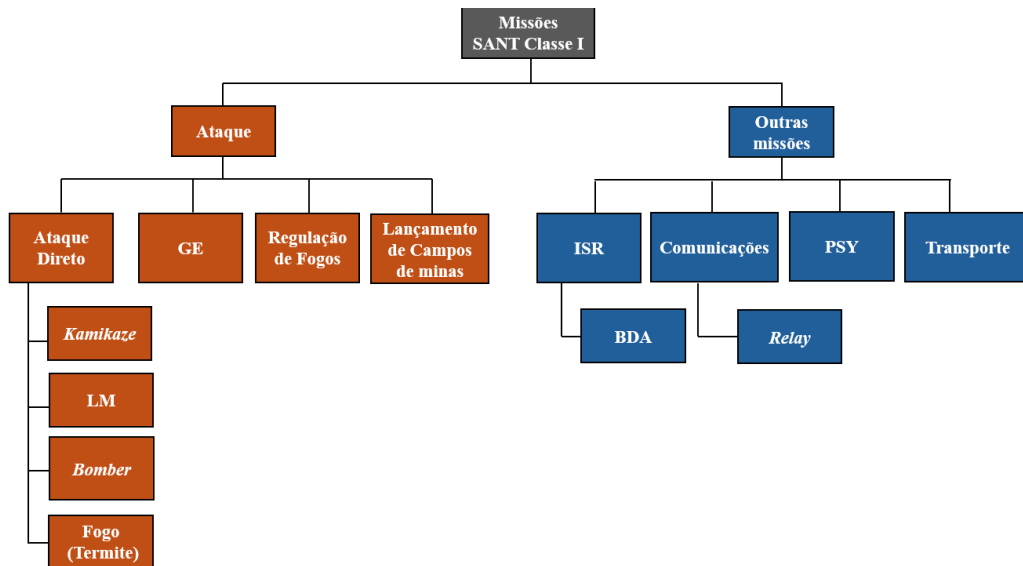 Missões
SANT Classe I
Ataque
Outras
missões
Ataque
Direto
GE
Regulação
de Fogos
Lançamento
de Campos
de minas
ISR
Comunicações
PSY
Transporte
Kamikaze
BDA
Relay
LM
Bomber
Fogo
(Termite)